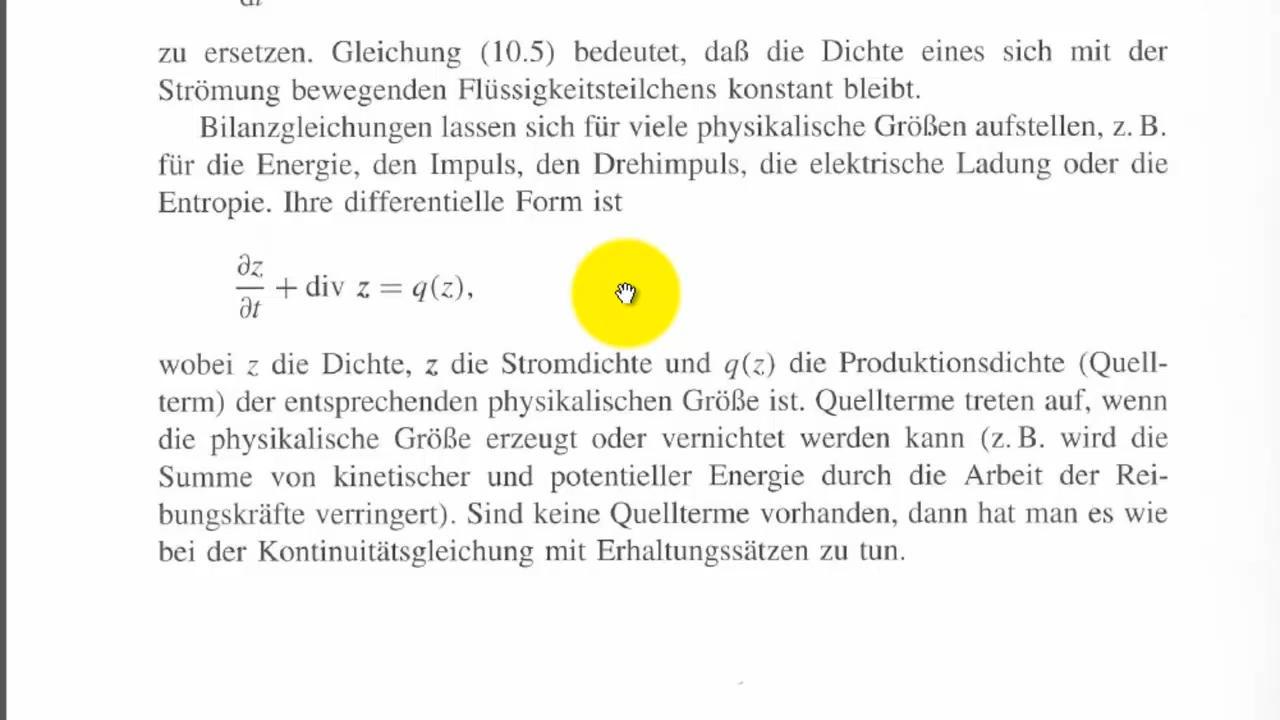 zu ersetzen. Gleichung (10.5) bedeutet, daß die Dichte eines sich mit der
Strömung bewegenden Flüssigkeitsteilchens konstant bleibt.
Bilanzgleichungen lassen sich für viele physikalische Größen aufstellen, z. B.
für die Energie, den Impuls, den Drehimpuls, die elektrische Ladung oder die
Entropie. Ihre differentielle Form ist
∂z/∂t + div z = q(z),
wobei z die Dichte, z die Stromdichte und q(z) die Produktionsdichte (Quell-
term) der entsprechenden physikalischen Größe ist. Quellterme treten auf, wenn
die physikalische Größe erzeugt oder vernichtet werden kann (z. B. wird die
Summe von kinetischer und potentieller Energie durch die Arbeit der Rei-
bungskräfte verringert). Sind keine Quellterme vorhanden, dann hat man es wie
bei der Kontinuitätsgleichung mit Erhaltungssätzen zu tun.